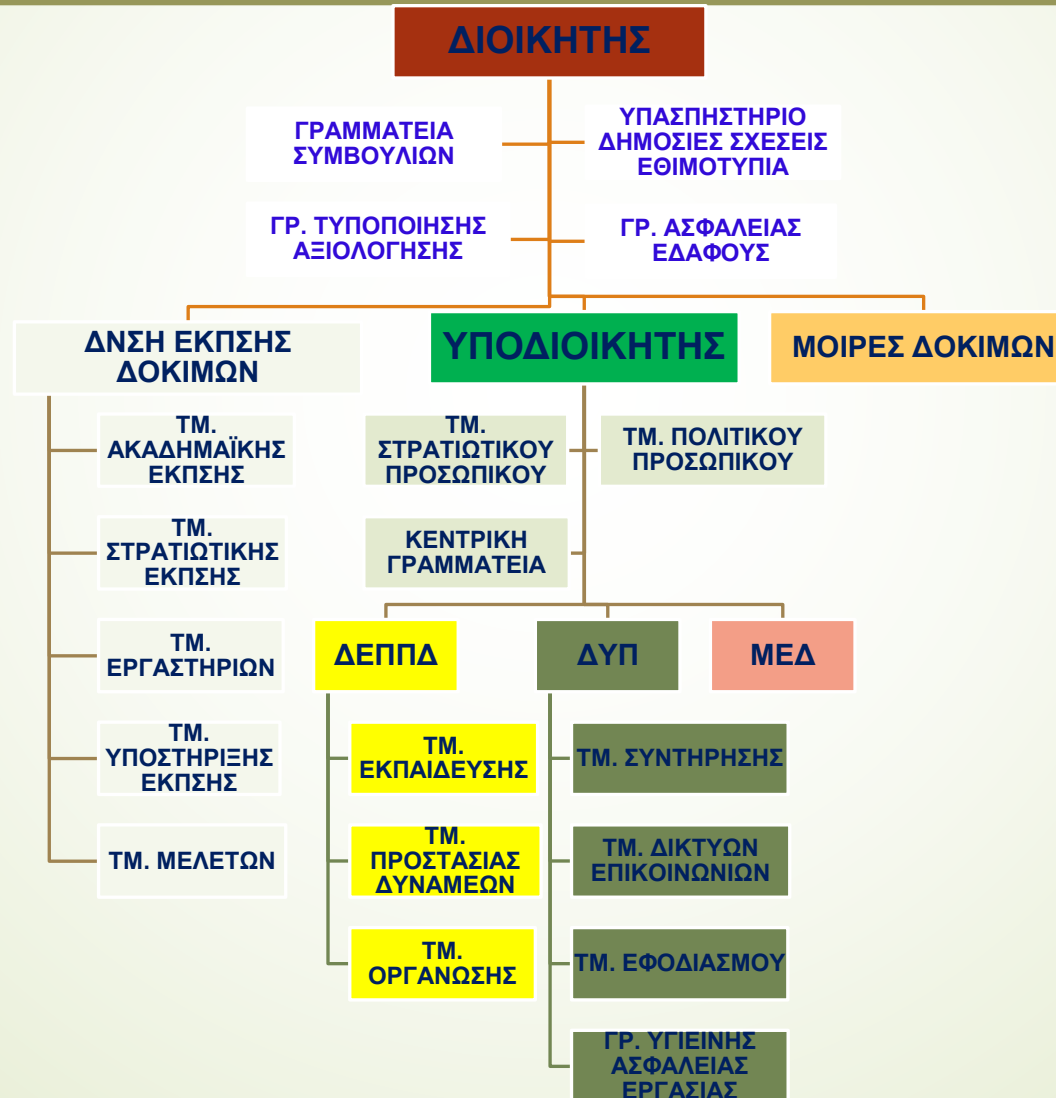 ΔΙΟΙΚΗΤΗΣ
ΓΡΑΜΜΑΤΕΙΑ
ΣΥΜΒΟΥΛΙΩΝ
ΥΠΑΣΠΗΣΤΗΡΙΟ
ΔΗΜΟΣΙΕΣ ΣΧΕΣΕΙΣ
ΕΘΙΜΟΤΥΠΙΑ
ΓΡ. ΤΥΠΟΠΟΙΗΣΗΣ
ΑΞΙΟΛΟΓΗΣΗΣ
ΓΡ. ΑΣΦΑΛΕΙΑΣ
ΕΔΑΦΟΥΣ
ΔΝΣΗ ΕΚΠΣΗΣ
ΔΟΚΙΜΩΝ
ΥΠΟΔΙΟΙΚΗΤΗΣ
ΜΟΙΡΕΣ ΔΟΚΙΜΩΝ
ΤΜ.
ΑΚΑΔΗΜΑΪΚΗΣ
ΕΚΠΣΗΣ
ΤΜ.
ΣΤΡΑΤΙΩΤΙΚΗΣ
ΕΚΠΣΗΣ
ΤΜ.
ΕΡΓΑΣΤΗΡΙΩΝ
ΤΜ.
ΥΠΟΣΤΗΡΙΞΗΣ
ΕΚΠΣΗΣ
ΤΜ. ΜΕΛΕΤΩΝ
ΤΜ.
ΣΤΡΑΤΙΩΤΙΚΟΥ
ΠΡΟΣΩΠΙΚΟΥ
ΤΜ. ΠΟΛΙΤΙΚΟΥ
ΠΡΟΣΩΠΙΚΟΥ
ΚΕΝΤΡΙΚΗ
ΓΡΑΜΜΑΤΕΙΑ
ΔΕΠΠΔ
ΔΥΠ
ΜΕΔ
ΤΜ.
ΕΚΠΑΙΔΕΥΣΗΣ
ΤΜ.
ΠΡΟΣΤΑΣΙΑΣ
ΔΥΝΑΜΕΩΝ
ΤΜ.
ΟΡΓΑΝΩΣΗΣ
ΤΜ. ΣΥΝΤΗΡΗΣΗΣ
ΤΜ. ΔΙΚΤΥΩΝ
ΕΠΙΚΟΙΝΩΝΙΩΝ
ΤΜ. ΕΦΟΔΙΑΣΜΟΥ
ΓΡ. ΥΓΙΕΙΝΗΣ
ΑΣΦΑΛΕΙΑΣ
ΕΡΓΑΣΙΑΣ